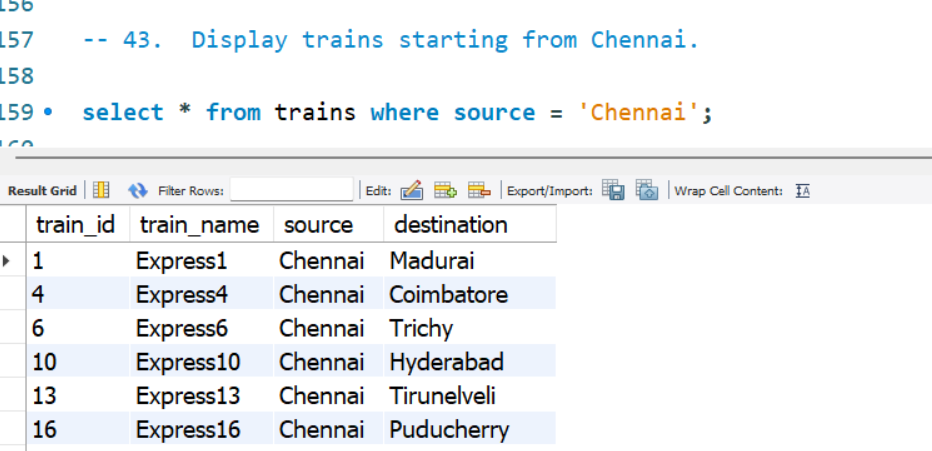 156
157 -- 43. Display trains starting from Chennai.
158
159 select * from trains where source = 'Chennai';
160
Result Grid Filter Rows: Edit: Export/Import: Wrap Cell Content: IA
train_id train_name source destination
1 Express1 Chennai Madurai
4 Express4 Chennai Coimbatore
6 Express6 Chennai Trichy
10 Express10 Chennai Hyderabad
13 Express13 Chennai Tirunelveli
16 Express16 Chennai Puducherry